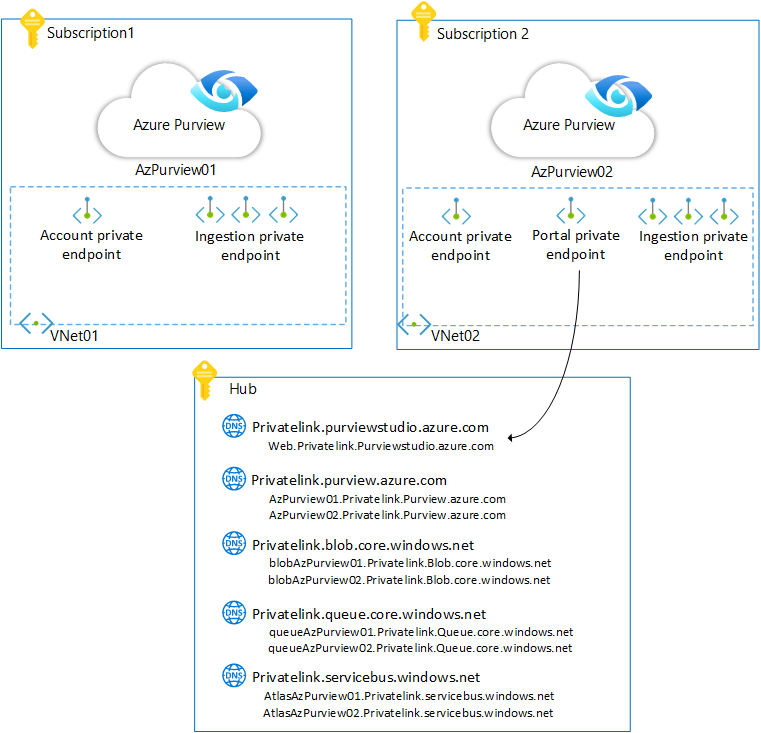 Subscription1
Azure Purview
AzPurview01
Account private
endpoint
Ingestion private
endpoint
VNet01
Subscription 2
Azure Purview
AzPurview02
Account private
endpoint
Portal private
endpoint
Ingestion private
endpoint
VNet02
Hub
DNS
Privatelink.purviewstudio.azure.com
Web.Privatelink.Purviewstudio.azure.com
DNS
Privatelink.purview.azure.com
AzPurview01.Privatelink.Purview.azure.com
AzPurview02.Privatelink.Purview.azure.com
DNS
Privatelink.blob.core.windows.net
blobAzPurview01.Privatelink.Blob.core.windows.net
blobAzPurview02.Privatelink.Blob.core.windows.net
DNS
Privatelink.queue.core.windows.net
queueAzPurview01.Privatelink.Queue.core.windows.net
queueAzPurview02.Privatelink.Queue.core.windows.net
DNS
Privatelink.servicebus.windows.net
AtlasAzPurview01.Privatelink.servicebus.windows.net
AtlasAzPurview02.Privatelink.servicebus.windows.net